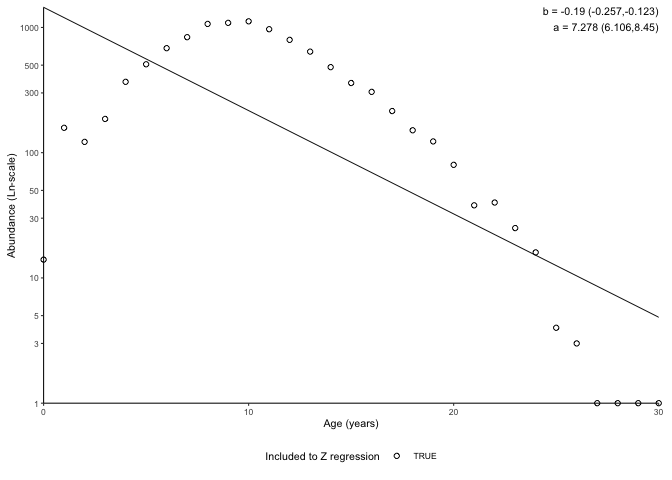 b = -0.19 (-0.257,-0.123)
a = 7.278 (6.106,8.45)
1000
500
300
100
50
30
10
5
3
1
Abundance (Ln-scale)
0 10 20 30
Age (years)
Included to Z regression TRUE